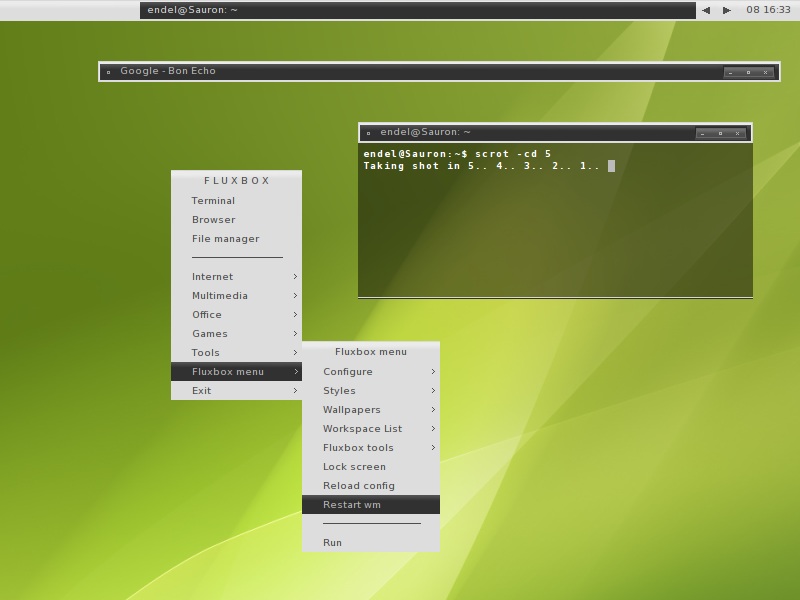 endel@Sauron: ~
08 16:33
Google - Bon Echo
endel@Sauron: ~
endel@Sauron:~$ scrot -cd 5
Taking shot in 5.. 4.. 3.. 2.. 1..
FLUXBOX
Terminal
Browser
File manager
Internet
Multimedia
Office
Games
Tools
Fluxbox menu
Exit
Fluxbox menu
Configure
Styles
Wallpapers
Workspace List
Fluxbox tools
Lock screen
Reload config
Restart wm
Run